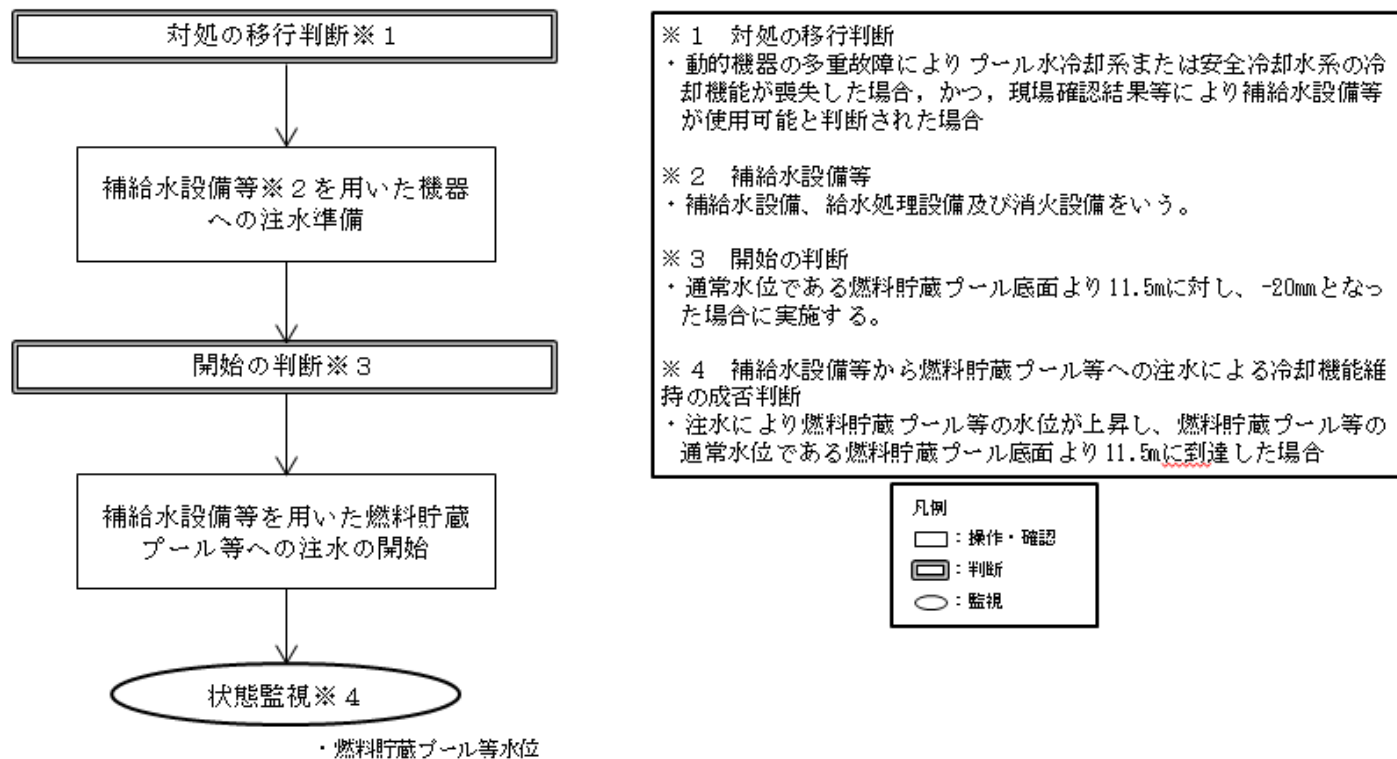 対処の移行判断※１
補給水設備等※２を用いた機器
への注水準備
開始の判断※３
補給水設備等を用いた燃料貯蔵
プール等への注水の開始
状態監視※４
・燃料貯蔵プール等水位
※１　対処の移行判断
・動的機器の多重故障によりプール水冷却系または安全冷却水系の冷
却機能が喪失した場合，かつ，現場確認結果等により補給水設備等
が使用可能と判断された場合
※２　補給水設備等
・補給水設備、給水処理設備及び消火設備をいう。
※３　開始の判断
・通常水位である燃料貯蔵プール底面より11.5mに対し、-20mmとなっ
た場合に実施する。
※４　補給水設備等から燃料貯蔵プール等への注水による冷却機能維
持の成否判断
・注水により燃料貯蔵プール等の水位が上昇し、燃料貯蔵プール等の
通常水位である燃料貯蔵プール底面より11.5mに到達した場合
凡例
：操作・確認
：判断
：監視